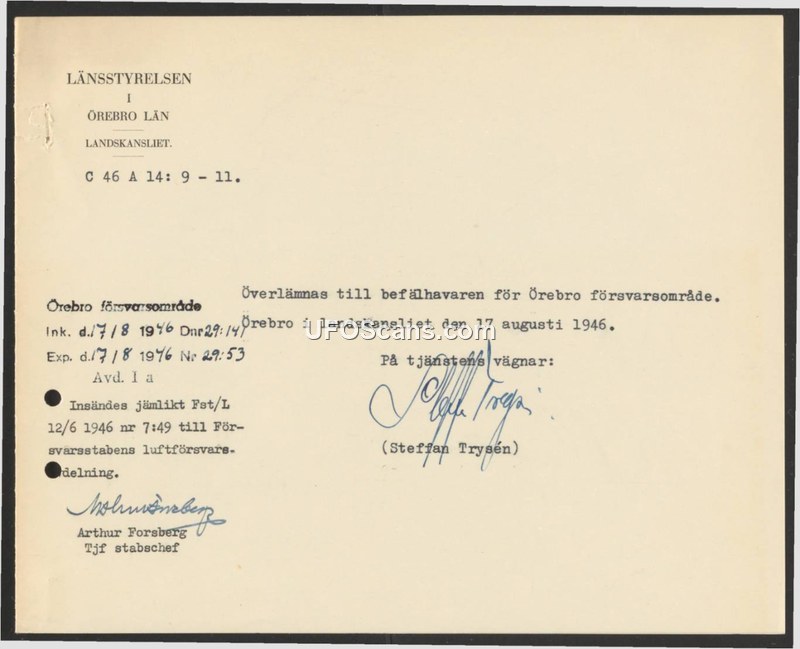 LÄNSSTYRELSEN
I
ÖREBRO LÄN
LANDSKANSLIET.
C 46 A 14: 9 - 11.
Överlämnas till befälhavaren för Örebro försvarsområde.
Örebro i landskansliet den 17 augusti 1946.
På tjänstens vägnar:
(Steffan Trysén)
Örebro försvarsområde
Ink. d. 17/8 1946 Dnr 29:141
Exp. d. 17/8 1946 Nr 29:53
Avd. I a
Insändes jämlikt Fst/L
12/6 1946 nr 7:49 till För-
svarsstabens luftförsvars-
delning.
Arthur Forsberg
Tjf stabschef
UFOScans.com